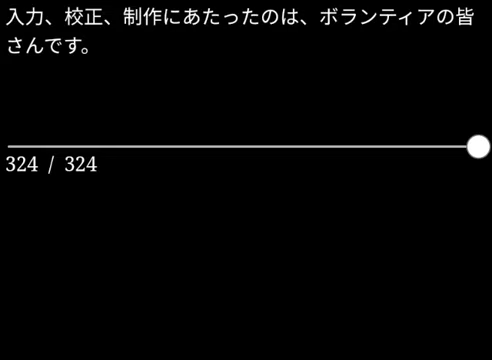 入力、校正、制作にあたったのは、ボランティアの皆
さんです。
324 / 324